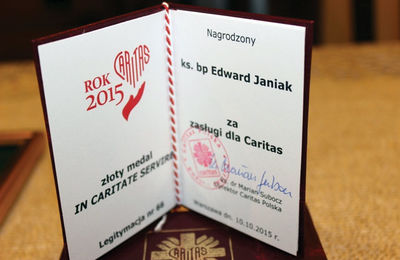 ROK
2015
CARITAS
złoty medal
IN CARITATE SERVIRE
Legitymacja nr 66
Nagrodzony
ks. bp Edward Janiak
za
zasługi dla Caritas
ks. dr Marian Subocz
Dyrektor Caritas Polska
Warszawa dn. 10.10.2015 r.
CARITAS